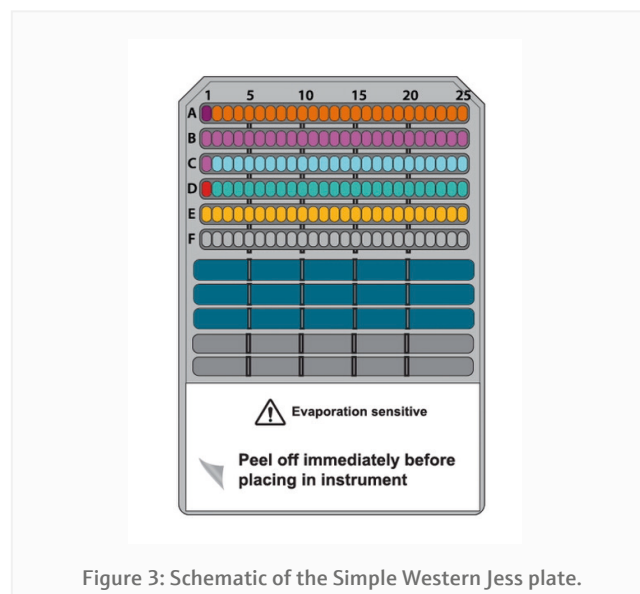 1 5 10 15 20 25
A
B
C
D
E
F
Evaporation sensitive
Peel off immediately before
placing in instrument
Figure 3: Schematic of the Simple Western Jess plate.